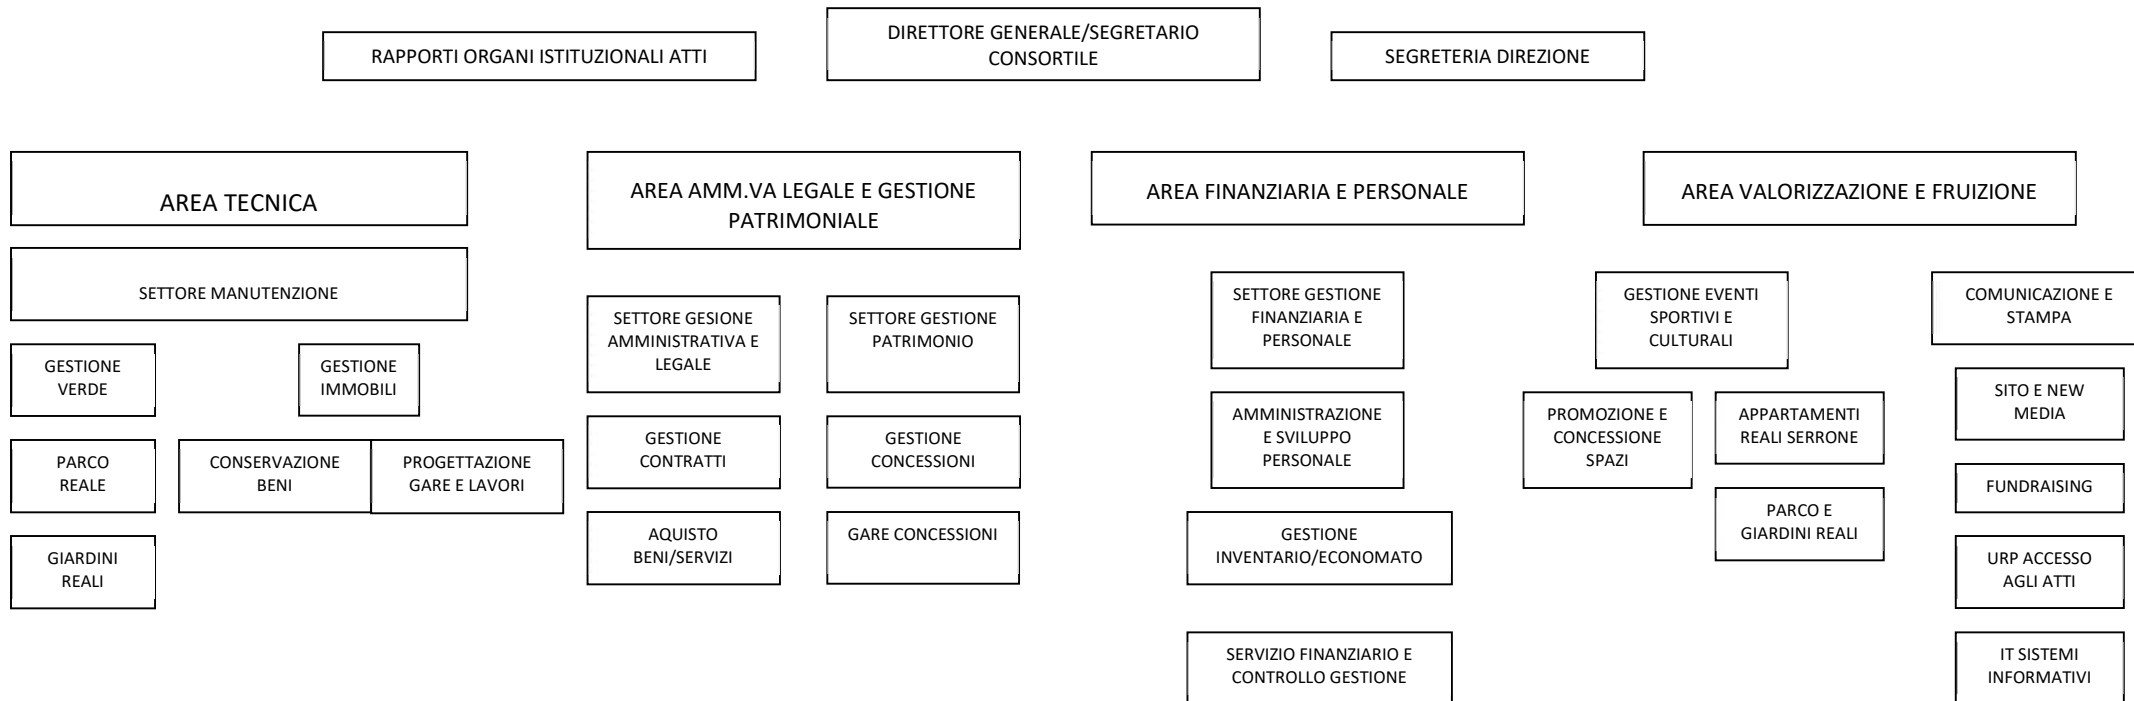 RAPPORTI ORGANI ISTITUZIONALI ATTI
DIRETTORE GENERALE/SEGRETARIO
CONSORTILE
SEGRETERIA DIREZIONE
AREA TECNICA
SETTORE MANUTENZIONE
GESTIONE
VERDE
GESTIONE
IMMOBILI
PARCO
REALE
CONSERVAZIONE
BENI
PROGETTAZIONE
GARE E LAVORI
GIARDINI
REALI
AREA AMM.VA LEGALE E GESTIONE
PATRIMONIALE
SETTORE GESIONE
AMMINISTRATIVA E
LEGALE
SETTORE GESTIONE
PATRIMONIO
GESTIONE
CONTRATTI
GESTIONE
CONCESSIONI
AQUISTO
BENI/SERVIZI
GARE CONCESSIONI
AREA FINANZIARIA E PERSONALE
SETTORE GESTIONE
FINANZIARIA E
PERSONALE
AMMINISTRAZIONE
E SVILUPPO
PERSONALE
GESTIONE
INVENTARIO/ECONOMATO
SERVIZIO FINANZIARIO E
CONTROLLO GESTIONE
AREA VALORIZZAZIONE E FRUIZIONE
GESTIONE EVENTI
SPORTIVI E
CULTURALI
PROMOZIONE E
CONCESSIONE
SPAZI
APPARTAMENTI
REALI SERRONE
PARCO E
GIARDINI REALI
COMUNICAZIONE E
STAMPA
SITO E NEW
MEDIA
FUNDRAISING
URP ACCESSO
AGLI ATTI
IT SISTEMI
INFORMATIVI